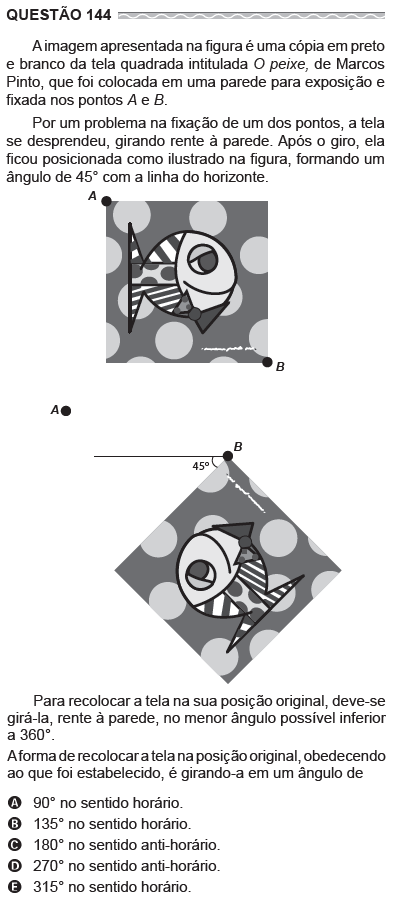 QUESTÃO 144
A imagem apresentada na figura é uma cópia em preto
e branco da tela quadrada intitulada O peixe, de Marcos
Pinto, que foi colocada em uma parede para exposição e
fixada nos pontos A e B.
Por um problema na fixação de um dos pontos, a tela
se desprendeu, girando rente à parede. Após o giro, ela
ficou posicionada como ilustrado na figura, formando um
ângulo de 45° com a linha do horizonte.
A
B
A
B
45°
Para recolocar a tela na sua posição original, deve-se
girá-la, rente à parede, no menor ângulo possível inferior
a 360°.
A forma de recolocar a tela na posição original, obedecendo
ao que foi estabelecido, é girando-a em um ângulo de
A 90° no sentido horário.
B 135° no sentido horário.
C 180° no sentido anti-horário.
D 270° no sentido anti-horário.
E 315° no sentido horário.